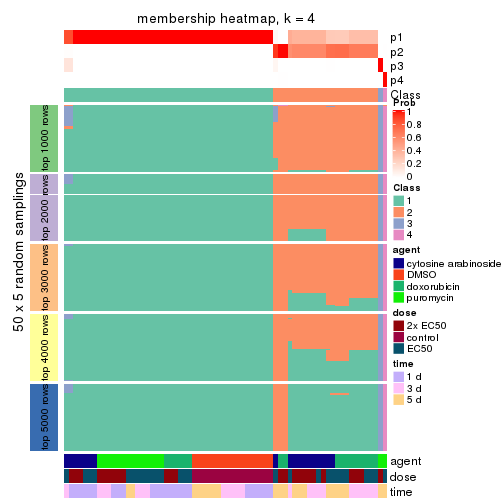 membership heatmap, k = 4
p1
p2
p3
p4
Class
50 x 5 random samplings
top 1000 rows
top 2000 rows
top 3000 rows
top 4000 rows
top 5000 rows
Prob
1
0.8
0.6
0.4
0.2
0
Class
1
2
3
4
agent
cytosine arabinoside
DMSO
doxorubicin
puromycin
dose
2x EC50
control
EC50
time
1 d
3 d
5 d
agent
dose
time